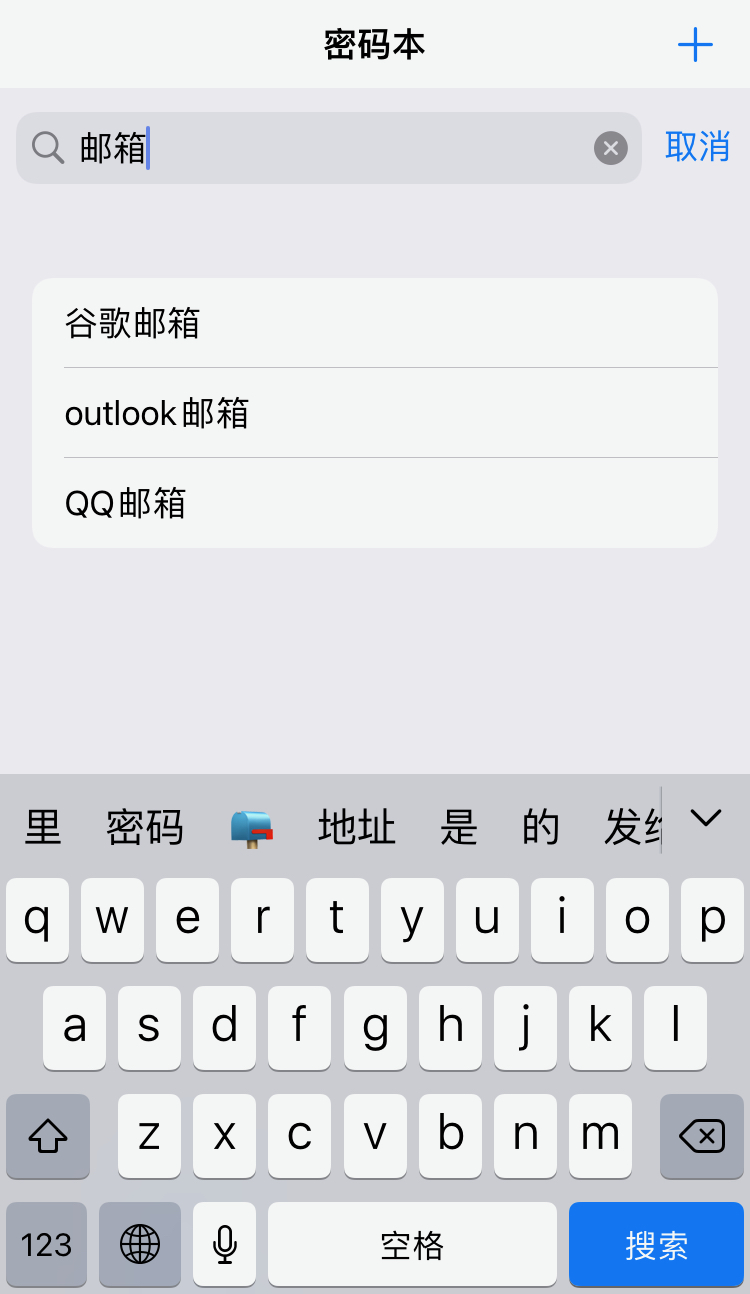 密码本
邮箱
取消
谷歌邮箱
outlook邮箱
QQ邮箱
里 密码 地址 是 的 发给
q w e r t y u i o p
a s d f g h j k l
z x c v b n m
123 空格 搜索